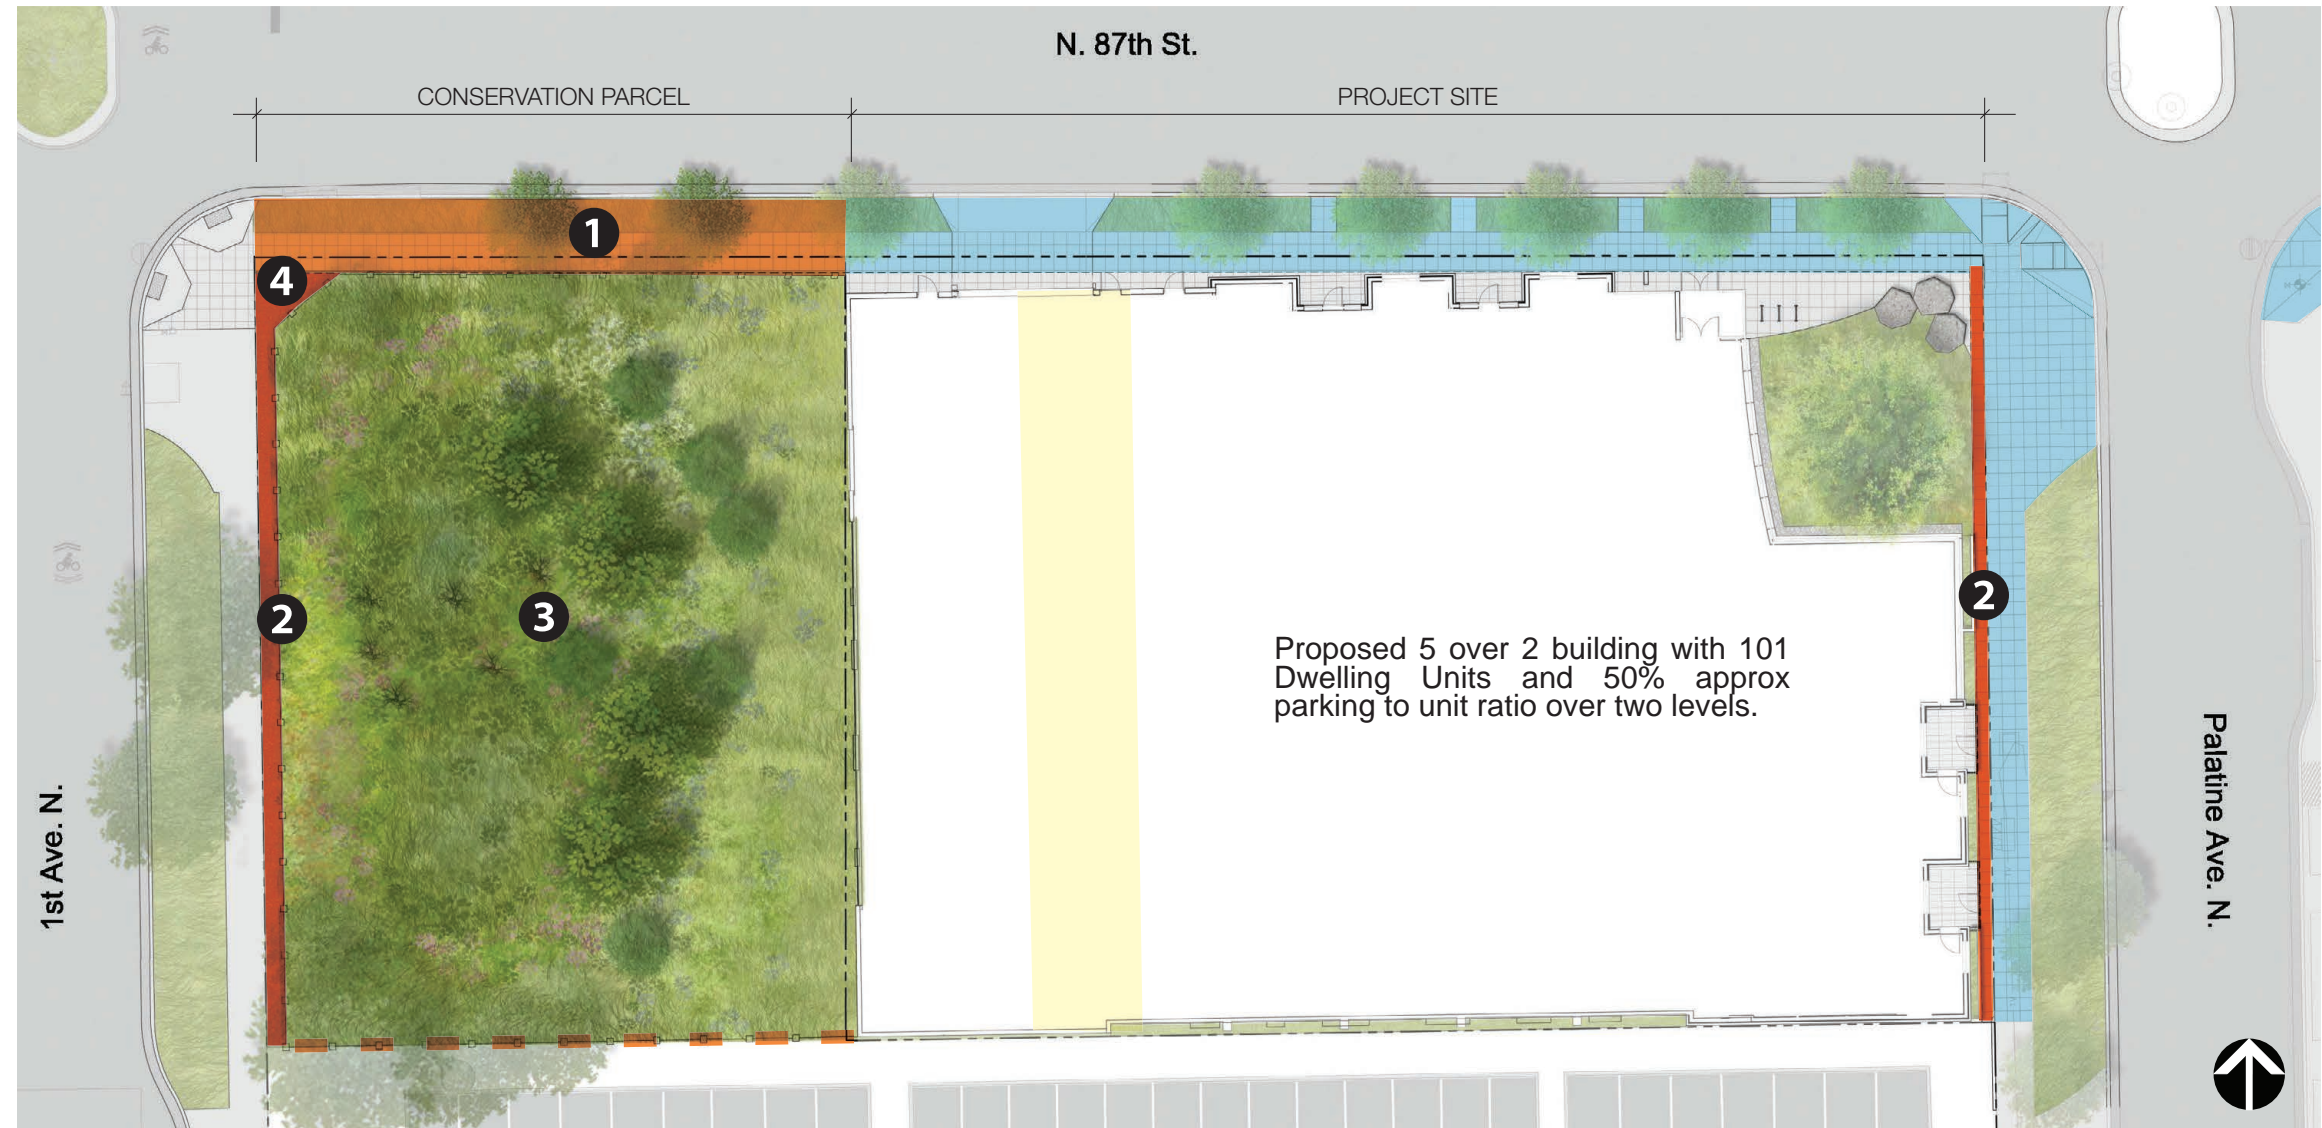 N. 87th St.
CONSERVATION PARCEL
PROJECT SITE
1
4
2
3
2
Proposed 5 over 2 building with 101
Dwelling Units and 50% approx
parking to unit ratio over two levels.
1st Ave. N.
Palatine Ave. N.